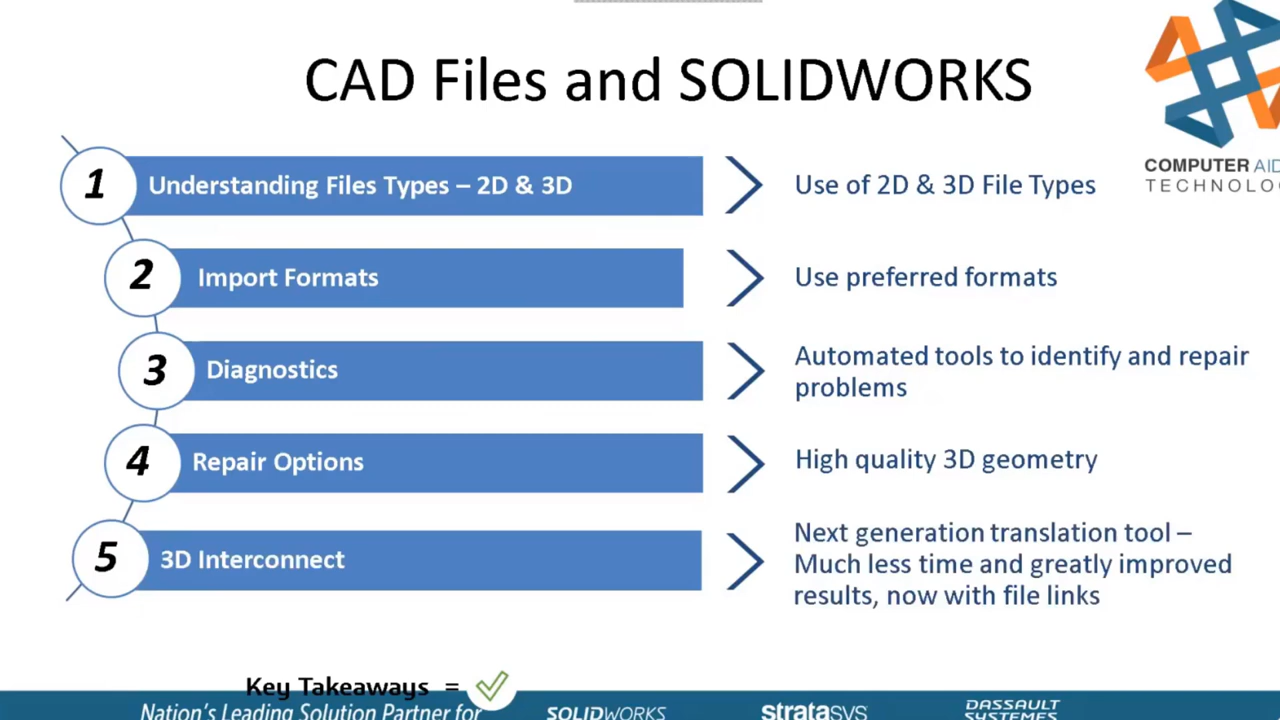 CAD Files and SOLIDWORKS
COMPUTER
TECHNOLO
1 Understanding Files Types – 2D & 3D
Use of 2D & 3D File Types
2 Import Formats
Use preferred formats
3 Diagnostics
Automated tools to identify and repair
problems
4 Repair Options
High quality 3D geometry
5 3D Interconnect
Next generation translation tool –
Much less time and greatly improved
results, now with file links
Key Takeaways =
Nation's Leading Solution Partner for
SOLIDWORKS
stratasys
DASSAULT
SYSTEMES